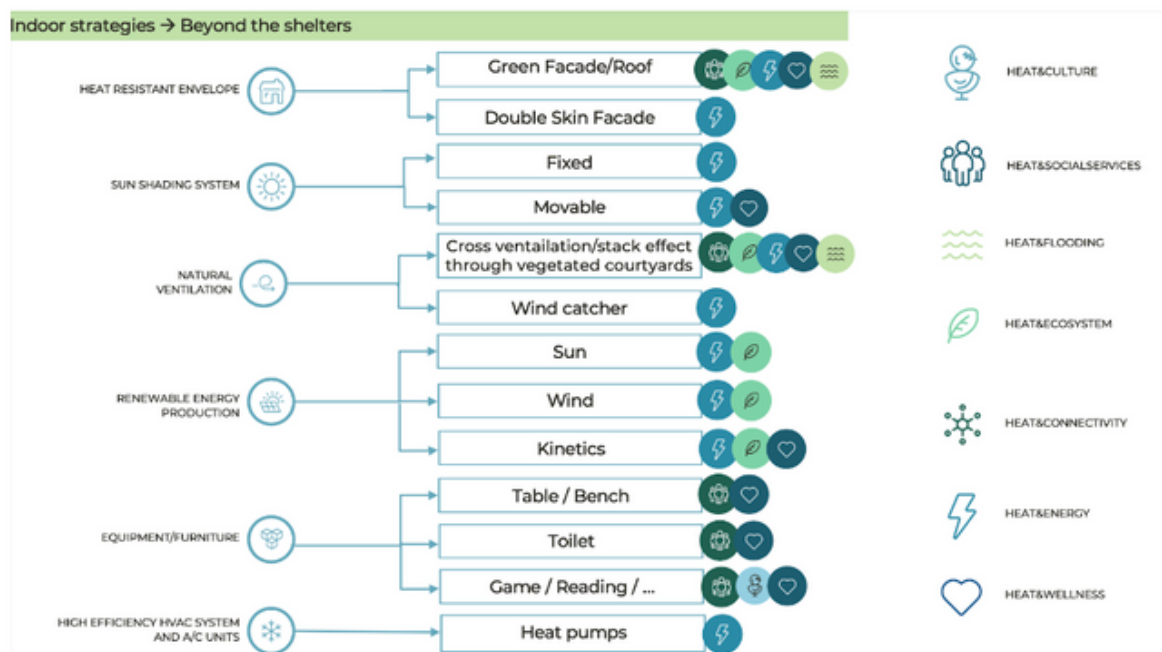 Indoor strategies → Beyond the shelters
HEAT RESISTANT ENVELOPE
Green Facade/Roof
Double Skin Facade
SUN SHADING SYSTEM
Fixed
Movable
NATURAL
VENTILATION
Cross ventailation/stack effect
through vegetated courtyards
Wind catcher
RENEWABLE ENERGY
PRODUCTION
Sun
Wind
Kinetics
EQUIPMENT/FURNITURE
Table / Bench
Toilet
Game / Reading / ...
HIGH EFFICIENCY HVAC SYSTEM
AND A/C UNITS
Heat pumps
HEAT&CULTURE
HEAT&SOCIALSERVICES
HEAT&FLOODING
HEAT&ECOSYSTEM
HEAT&CONNECTIVITY
HEAT&ENERGY
HEAT&WELLNESS